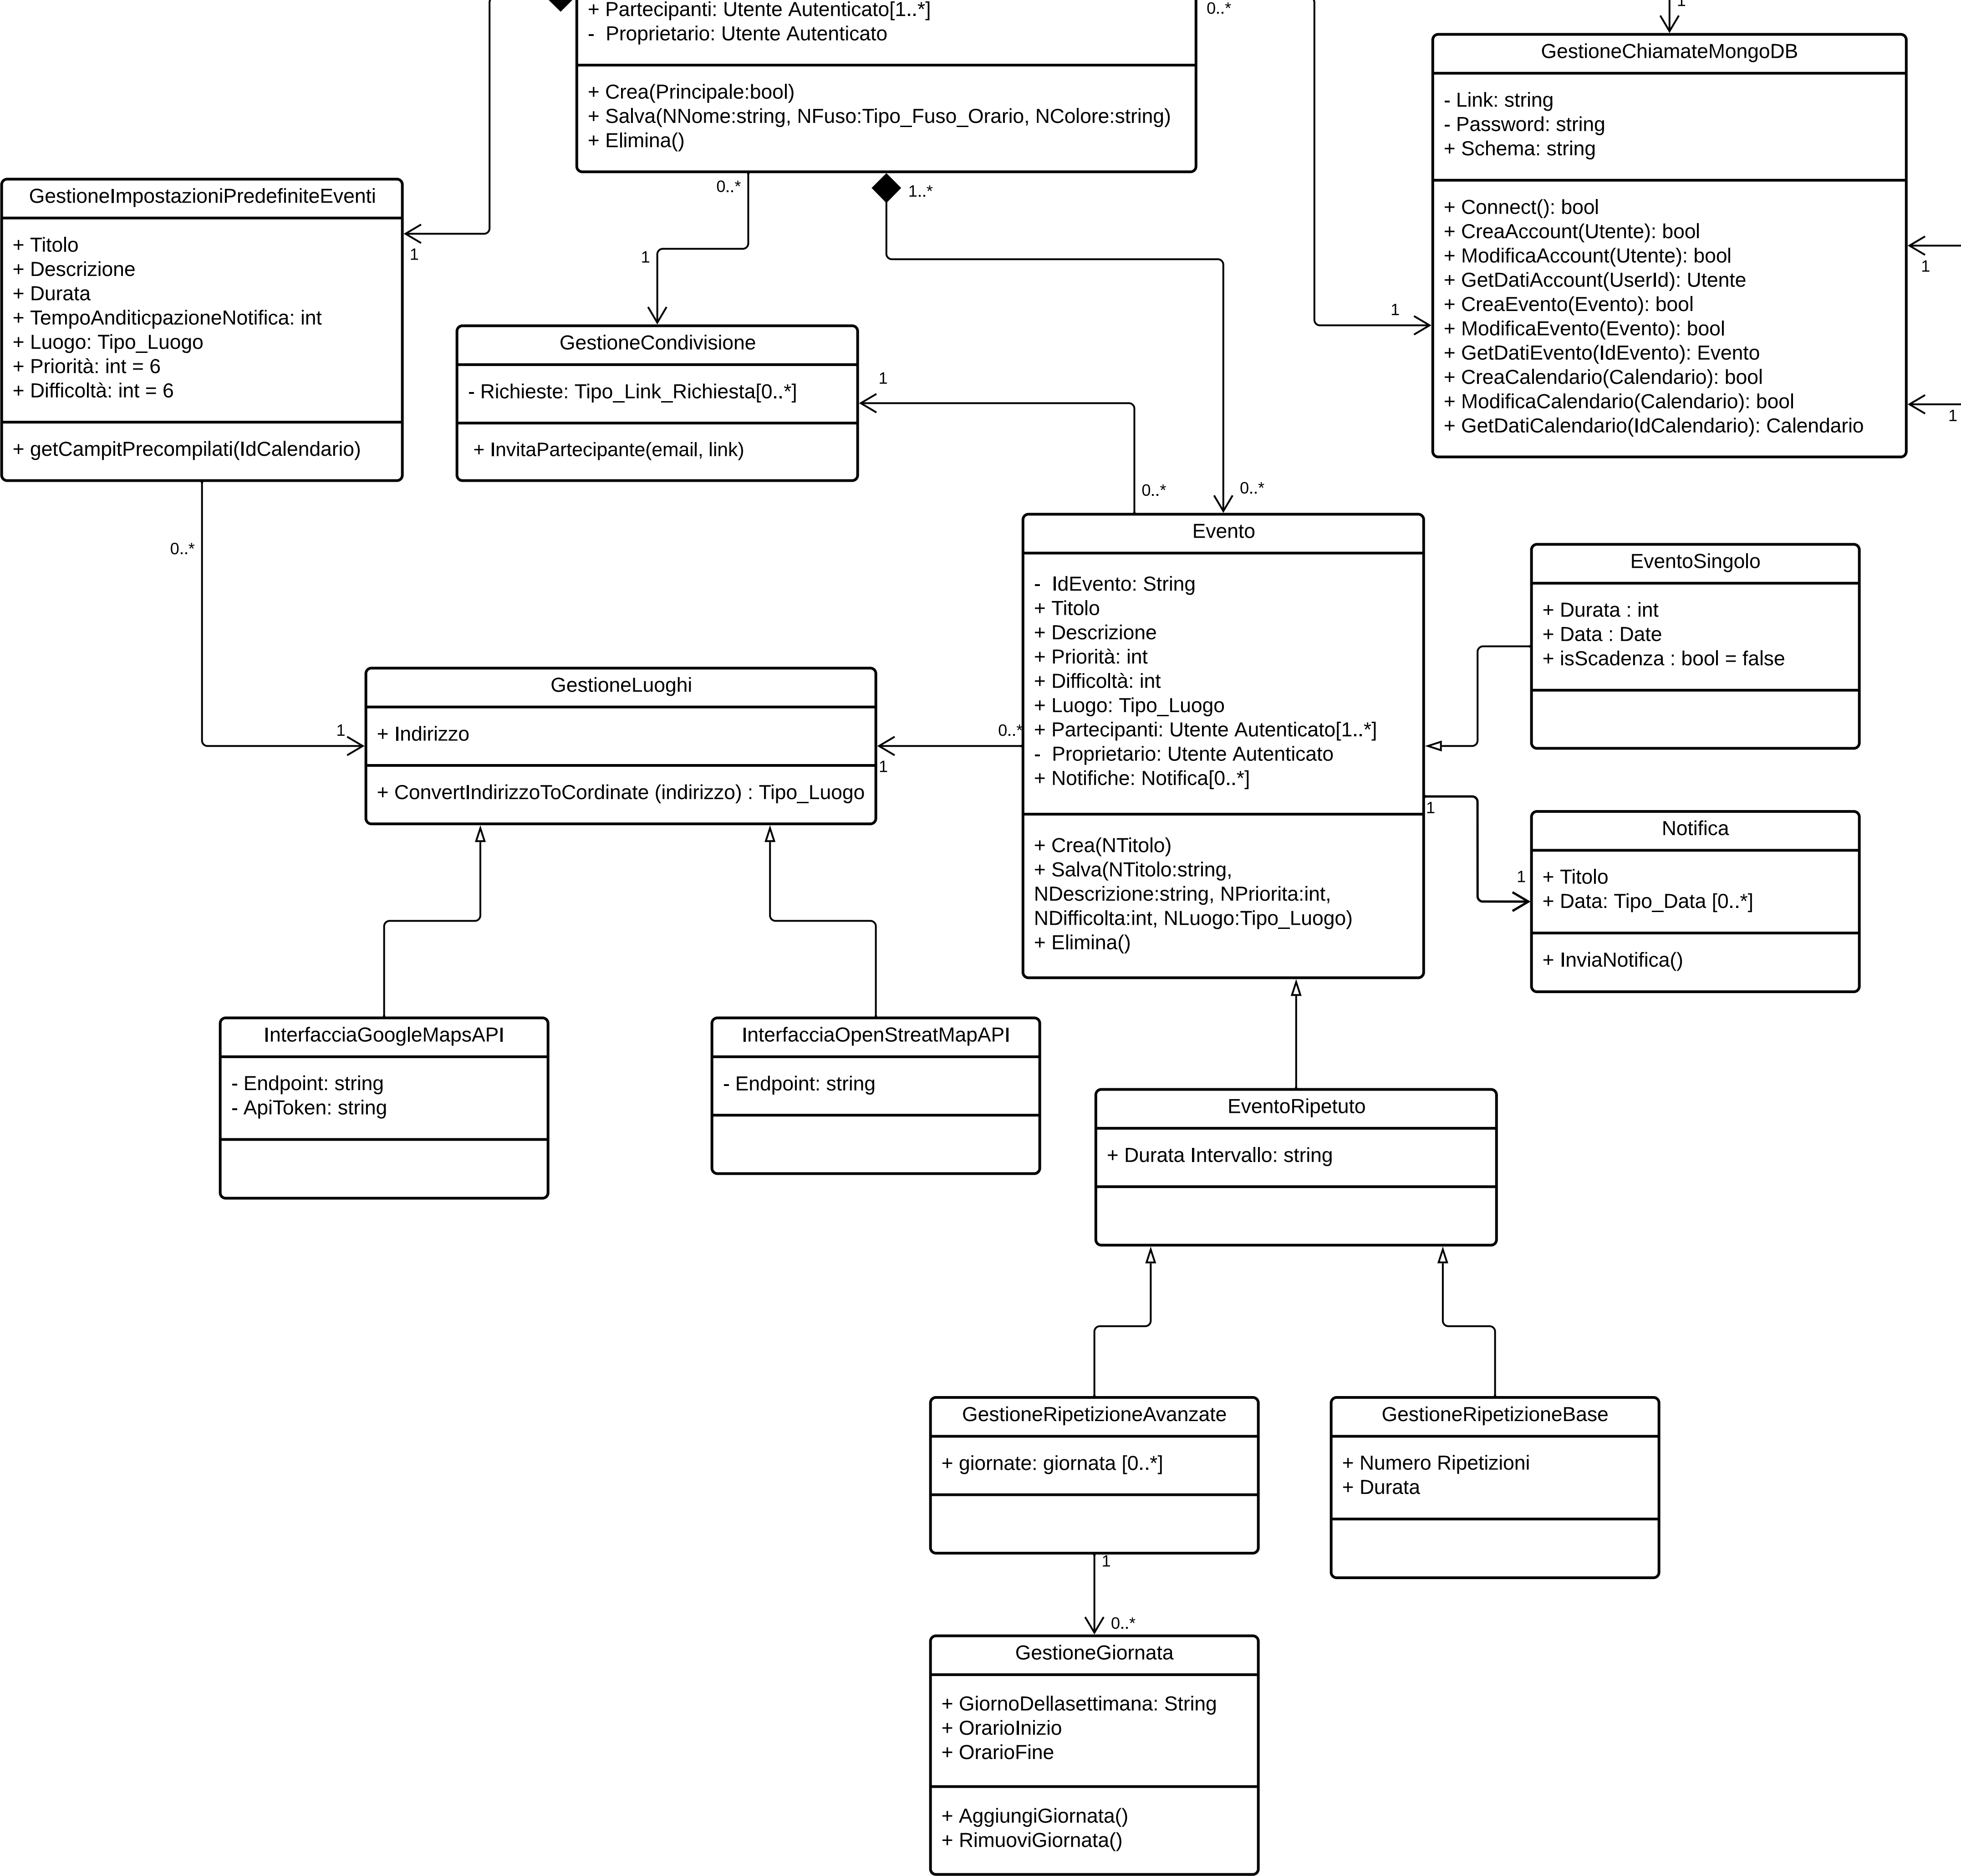 + Partecipanti: Utente Autenticato[1..*]
- Proprietario: Utente Autenticato
+ Crea(Principale:bool)
+ Salva(NNome:string, NFuso:Tipo_Fuso_Orario, NColore:string)
+ Elimina()
0..*
1
GestioneChiamateMongoDB
- Link: string
- Password: string
+ Schema: string
+ Connect(): bool
+ CreaAccount(Utente): bool
+ ModificaAccount(Utente): bool
+ GetDatiAccount(UserId): Utente
+ CreaEvento(Evento): bool
+ ModificaEvento(Evento): bool
+ GetDatiEvento(IdEvento): Evento
+ CreaCalendario(Calendario): bool
+ ModificaCalendario(Calendario): bool
+ GetDatiCalendario(IdCalendario): Calendario
1
1
1
GestioneImpostazioniPredefiniteEventi
+ Titolo
+ Descrizione
+ Durata
+ TempoAnditicpazioneNotifica: int
+ Luogo: Tipo_Luogo
+ Priorità: int = 6
+ Difficoltà: int = 6
+ getCampitPrecompilati(IdCalendario)
1
0..*
0..*
1
1..*
GestioneCondivisione
- Richieste: Tipo_Link_Richiesta[0..*]
+ InvitaPartecipante(email, link)
1
0..*
0..*
Evento
- IdEvento: String
+ Titolo
+ Descrizione
+ Priorità: int
+ Difficoltà: int
+ Luogo: Tipo_Luogo
+ Partecipanti: Utente Autenticato[1..*]
- Proprietario: Utente Autenticato
+ Notifiche: Notifica[0..*]
+ Crea(NTitolo)
+ Salva(NTitolo:string,
NDescrizione:string, NPriorita:int,
NDifficolta:int, NLuogo:Tipo_Luogo)
+ Elimina()
EventoSingolo
+ Durata : int
+ Data : Date
+ isScadenza : bool = false
1
GestioneLuoghi
+ Indirizzo
+ ConvertIndirizzoToCordinate (indirizzo) : Tipo_Luogo
0..*
1
1
1
Notifica
+ Titolo
+ Data: Tipo_Data [0..*]
+ InviaNotifica()
InterfacciaGoogleMapsAPI
- Endpoint: string
- ApiToken: string
InterfacciaOpenStreatMapAPI
- Endpoint: string
EventoRipetuto
+ Durata Intervallo: string
GestioneRipetizioneAvanzate
+ giornate: giornata [0..*]
GestioneRipetizioneBase
+ Numero Ripetizioni
+ Durata
1
0..*
GestioneGiornata
+ GiornoDellasettimana: String
+ OrarioInizio
+ OrarioFine
+ AggiungiGiornata()
+ RimuoviGiornata()